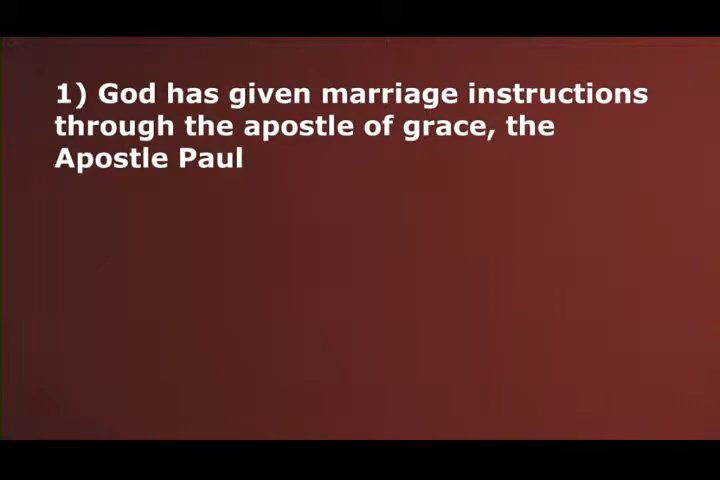 1) God has given marriage instructions
through the apostle of grace, the
Apostle Paul